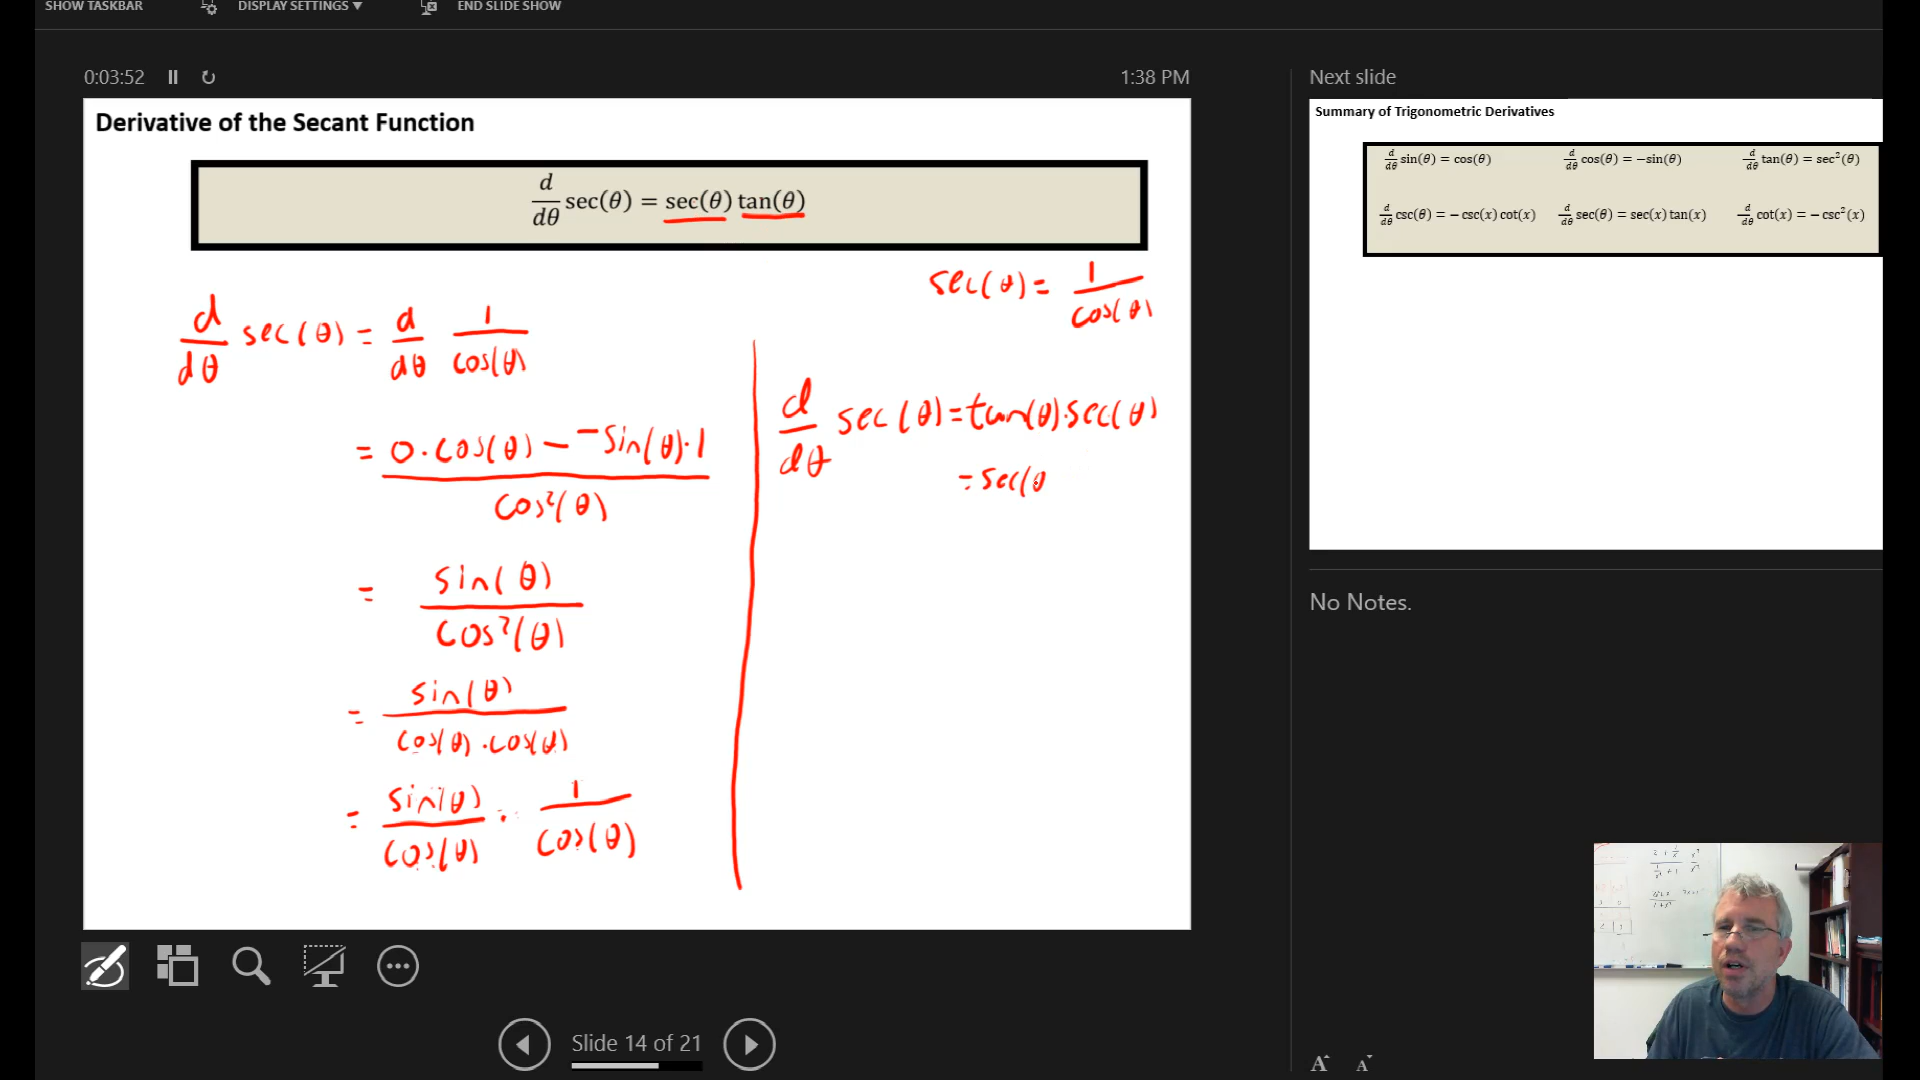 SHOW TASKBAR DISPLAY SETTINGS ▼ END SLIDE SHOW
0:03:52 1:38 PM
Derivative of the Secant Function
d/dθ sec(θ) = sec(θ) tan(θ)
sec(θ) = 1/cos(θ)
d/dθ sec(θ) = d/dθ 1/cos(θ)
= (0·cos(θ) − −sin(θ)·1)/cos²(θ)
= sin(θ)/cos²(θ)
= sin(θ)/(cos(θ)·cos(θ))
= sin(θ)/cos(θ) · 1/cos(θ)
d/dθ sec(θ) = tan(θ)·sec(θ)
= sec(θ
Slide 14 of 21
Next slide
Summary of Trigonometric Derivatives
d/dθ sin(θ) = cos(θ) d/dθ cos(θ) = −sin(θ) d/dθ tan(θ) = sec²(θ)
d/dθ csc(θ) = − csc(x) cot(x) d/dθ sec(θ) = sec(x) tan(x) d/dθ cot(x) = − csc²(x)
No Notes.
A A